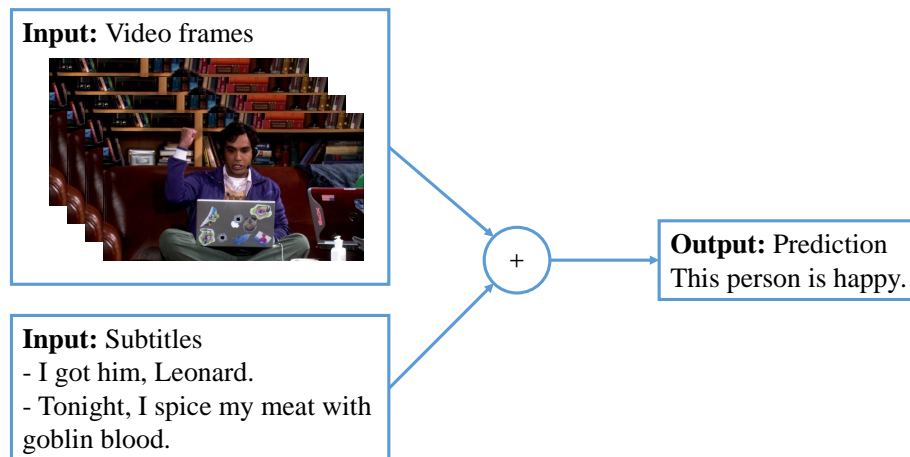 Input: Video frames
+
Output: Prediction
This person is happy.
Input: Subtitles
- I got him, Leonard.
- Tonight, I spice my meat with
goblin blood.